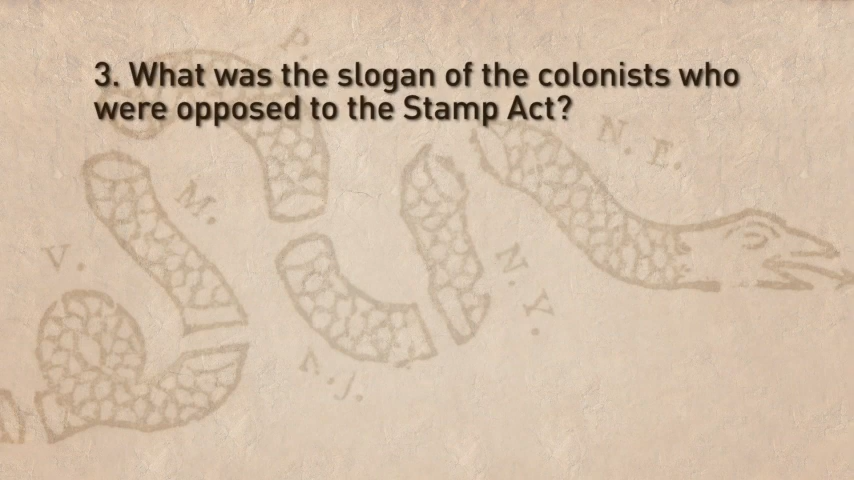 3. What was the slogan of the colonists who
were opposed to the Stamp Act?
P.
N. E.
M.
V.
N. Y.
N. J.